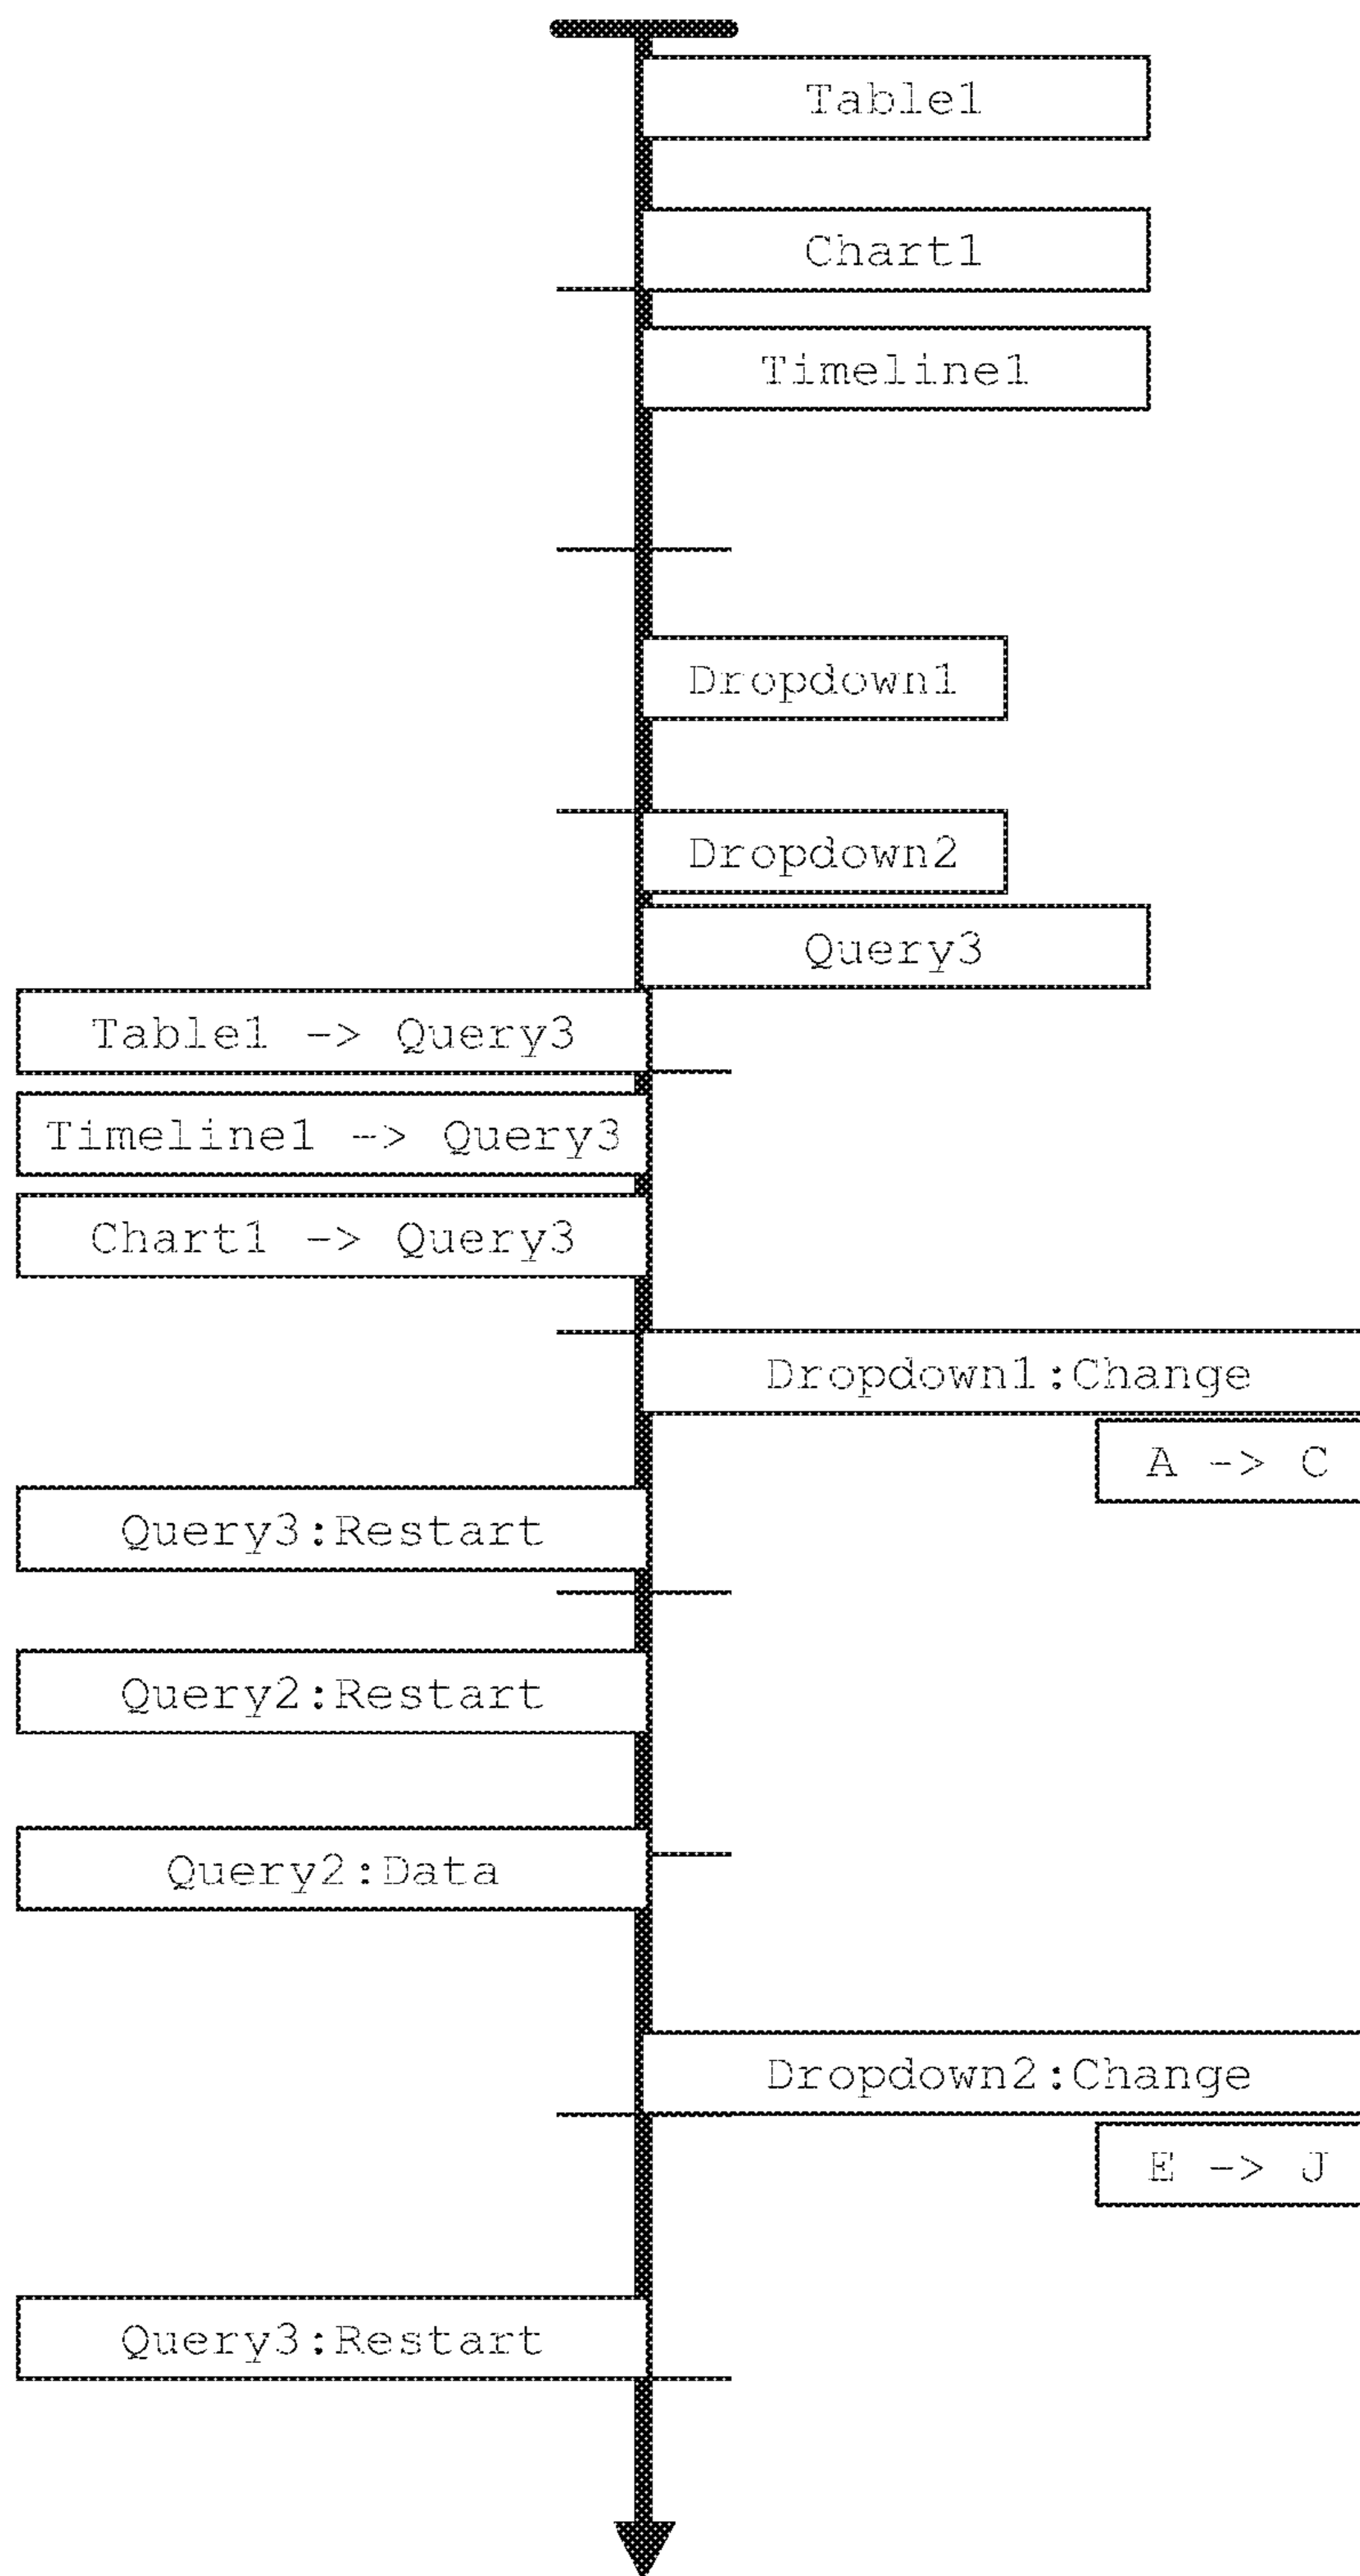 Table1
Chart1
Timeline1
Dropdown1
Dropdown2
Query3
Table1 -> Query3
Timeline1 -> Query3
Chart1 -> Query3
Dropdown1:Change
A -> C
Query3:Restart
Query2:Restart
Query2:Data
Dropdown2:Change
E -> J
Query3:Restart